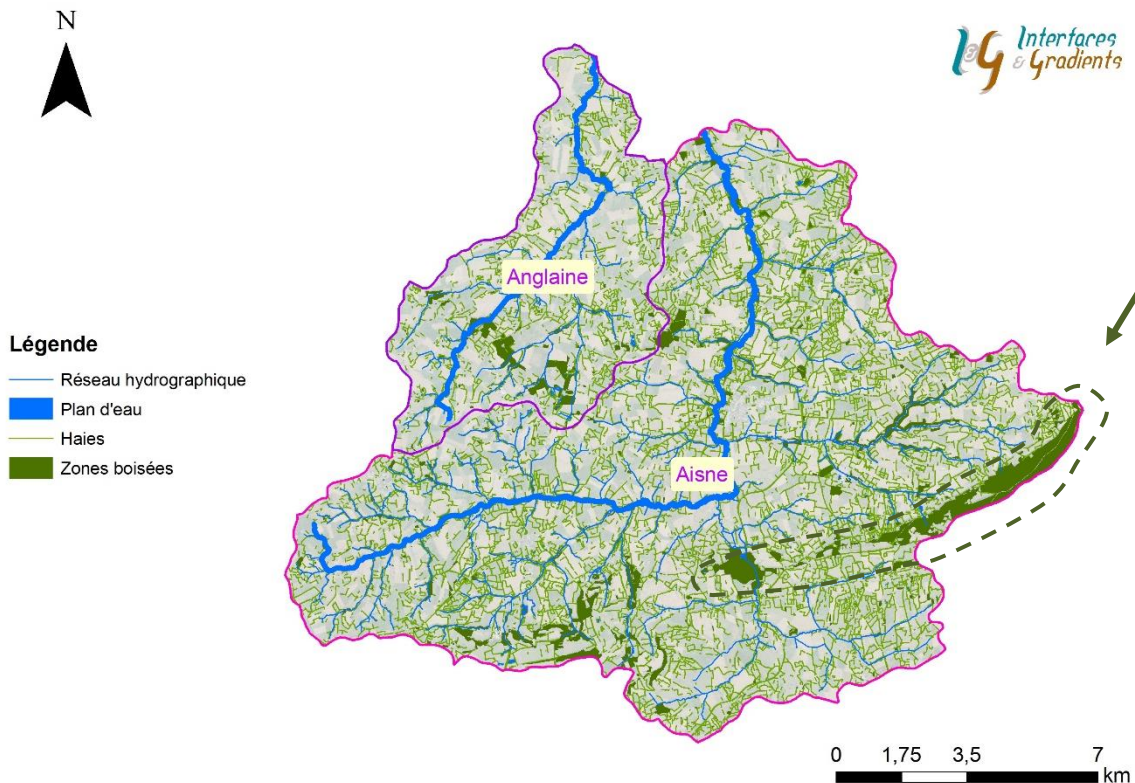 N
Interfaces
& Gradients
I&G
Anglaine
Légende
Réseau hydrographique
Plan d'eau
Haies
Zones boisées
Aisne
0 1,75 3,5 7
km